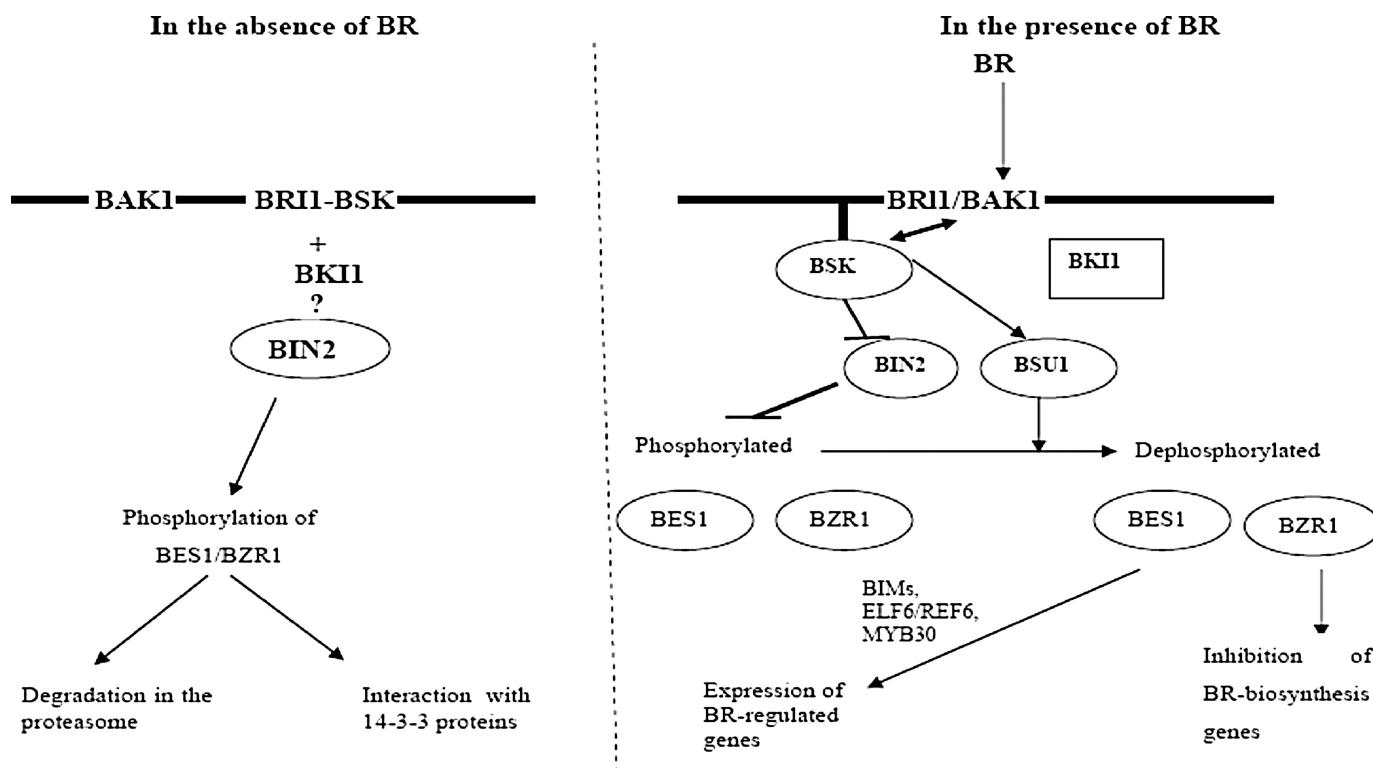 In the absence of BR
BAK1 BRI1-BSK
+
BKI1
?
BIN2
Phosphorylation of
BES1/BZR1
Degradation in the
proteasome
Interaction with
14-3-3 proteins
In the presence of BR
BR
BRI1/BAK1
BSK
BKI1
BIN2
BSU1
Phosphorylated
Dephosphorylated
BES1
BZR1
BES1
BZR1
BIMs,
ELF6/REF6,
MYB30
Expression of
BR-regulated
genes
Inhibition of
BR-biosynthesis
genes